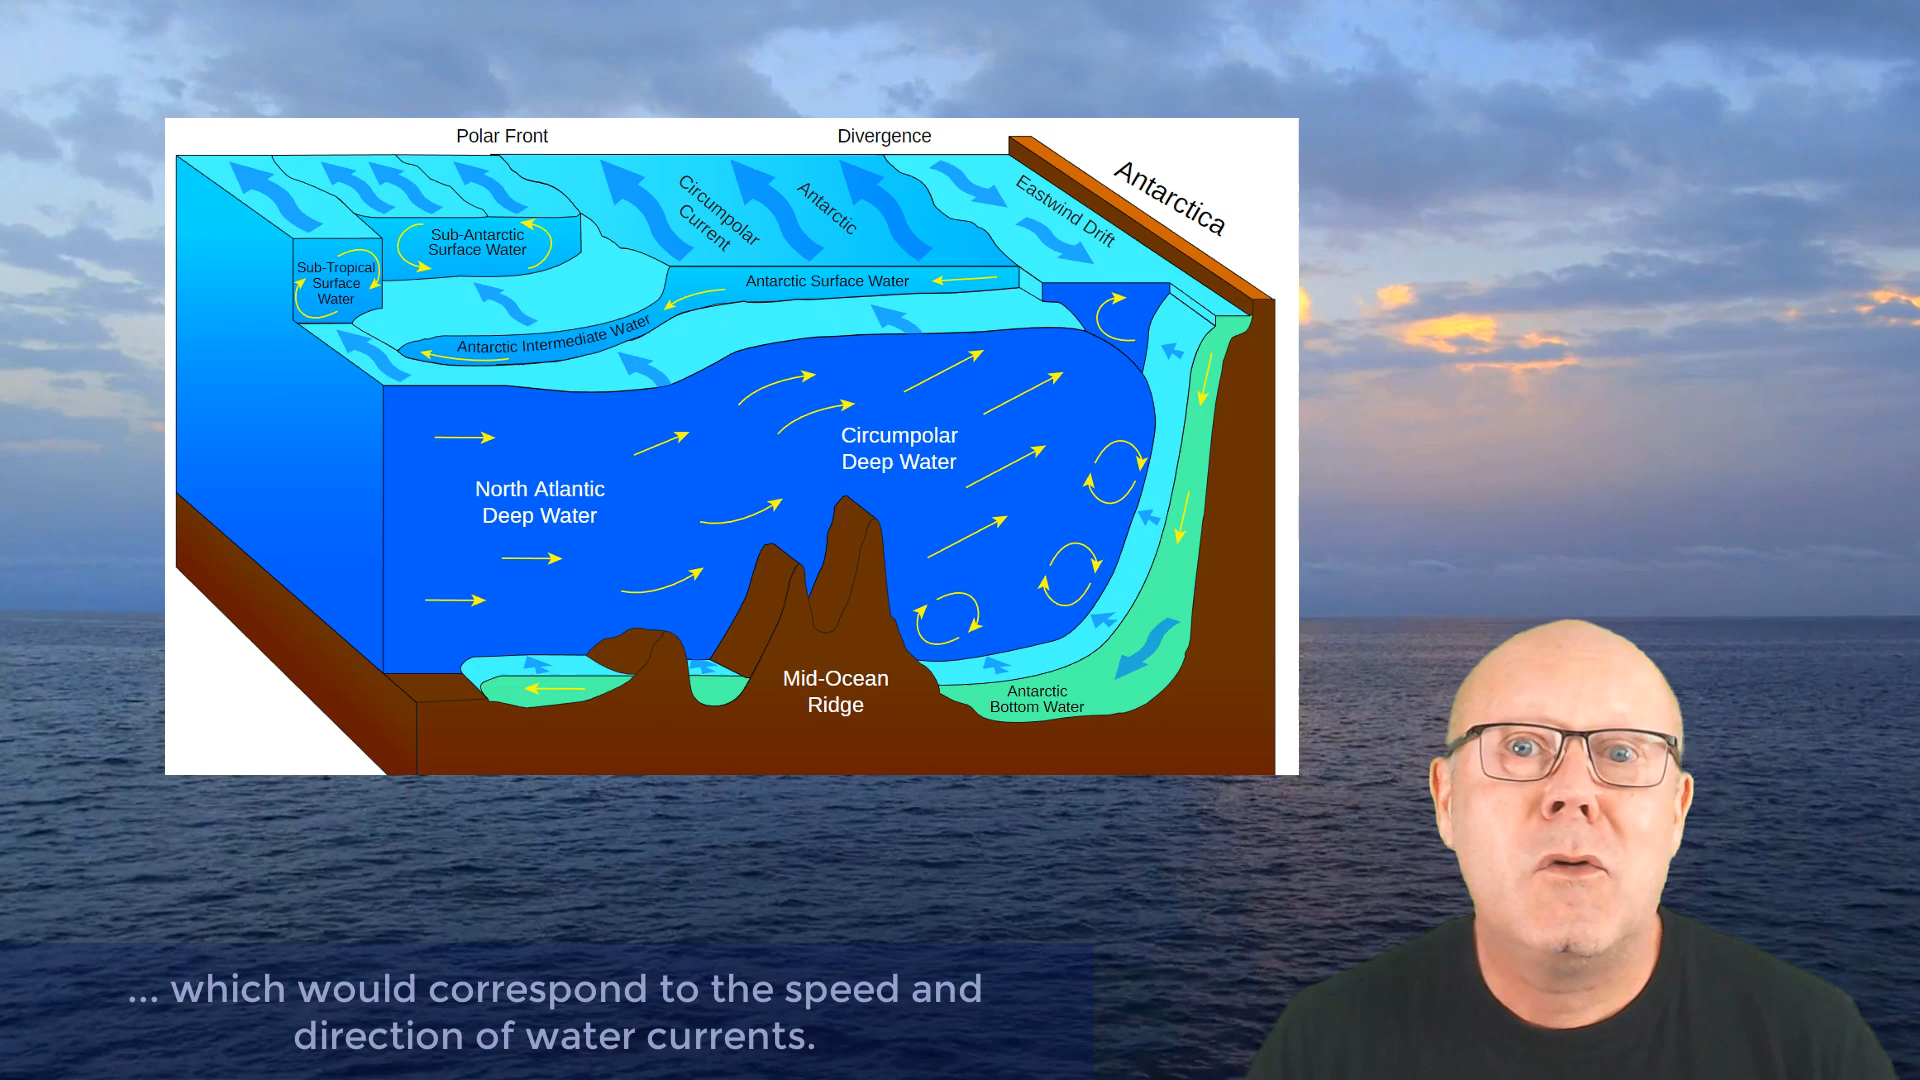 Polar Front
Divergence
Antarctica
Eastwind Drift
Circumpolar
Current
Antarctic
Sub-Antarctic
Surface Water
Sub-Tropical
Surface
Water
Antarctic Surface Water
Antarctic Intermediate Water
Circumpolar
Deep Water
North Atlantic
Deep Water
Mid-Ocean
Ridge
Antarctic
Bottom Water
... which would correspond to the speed and
direction of water currents.